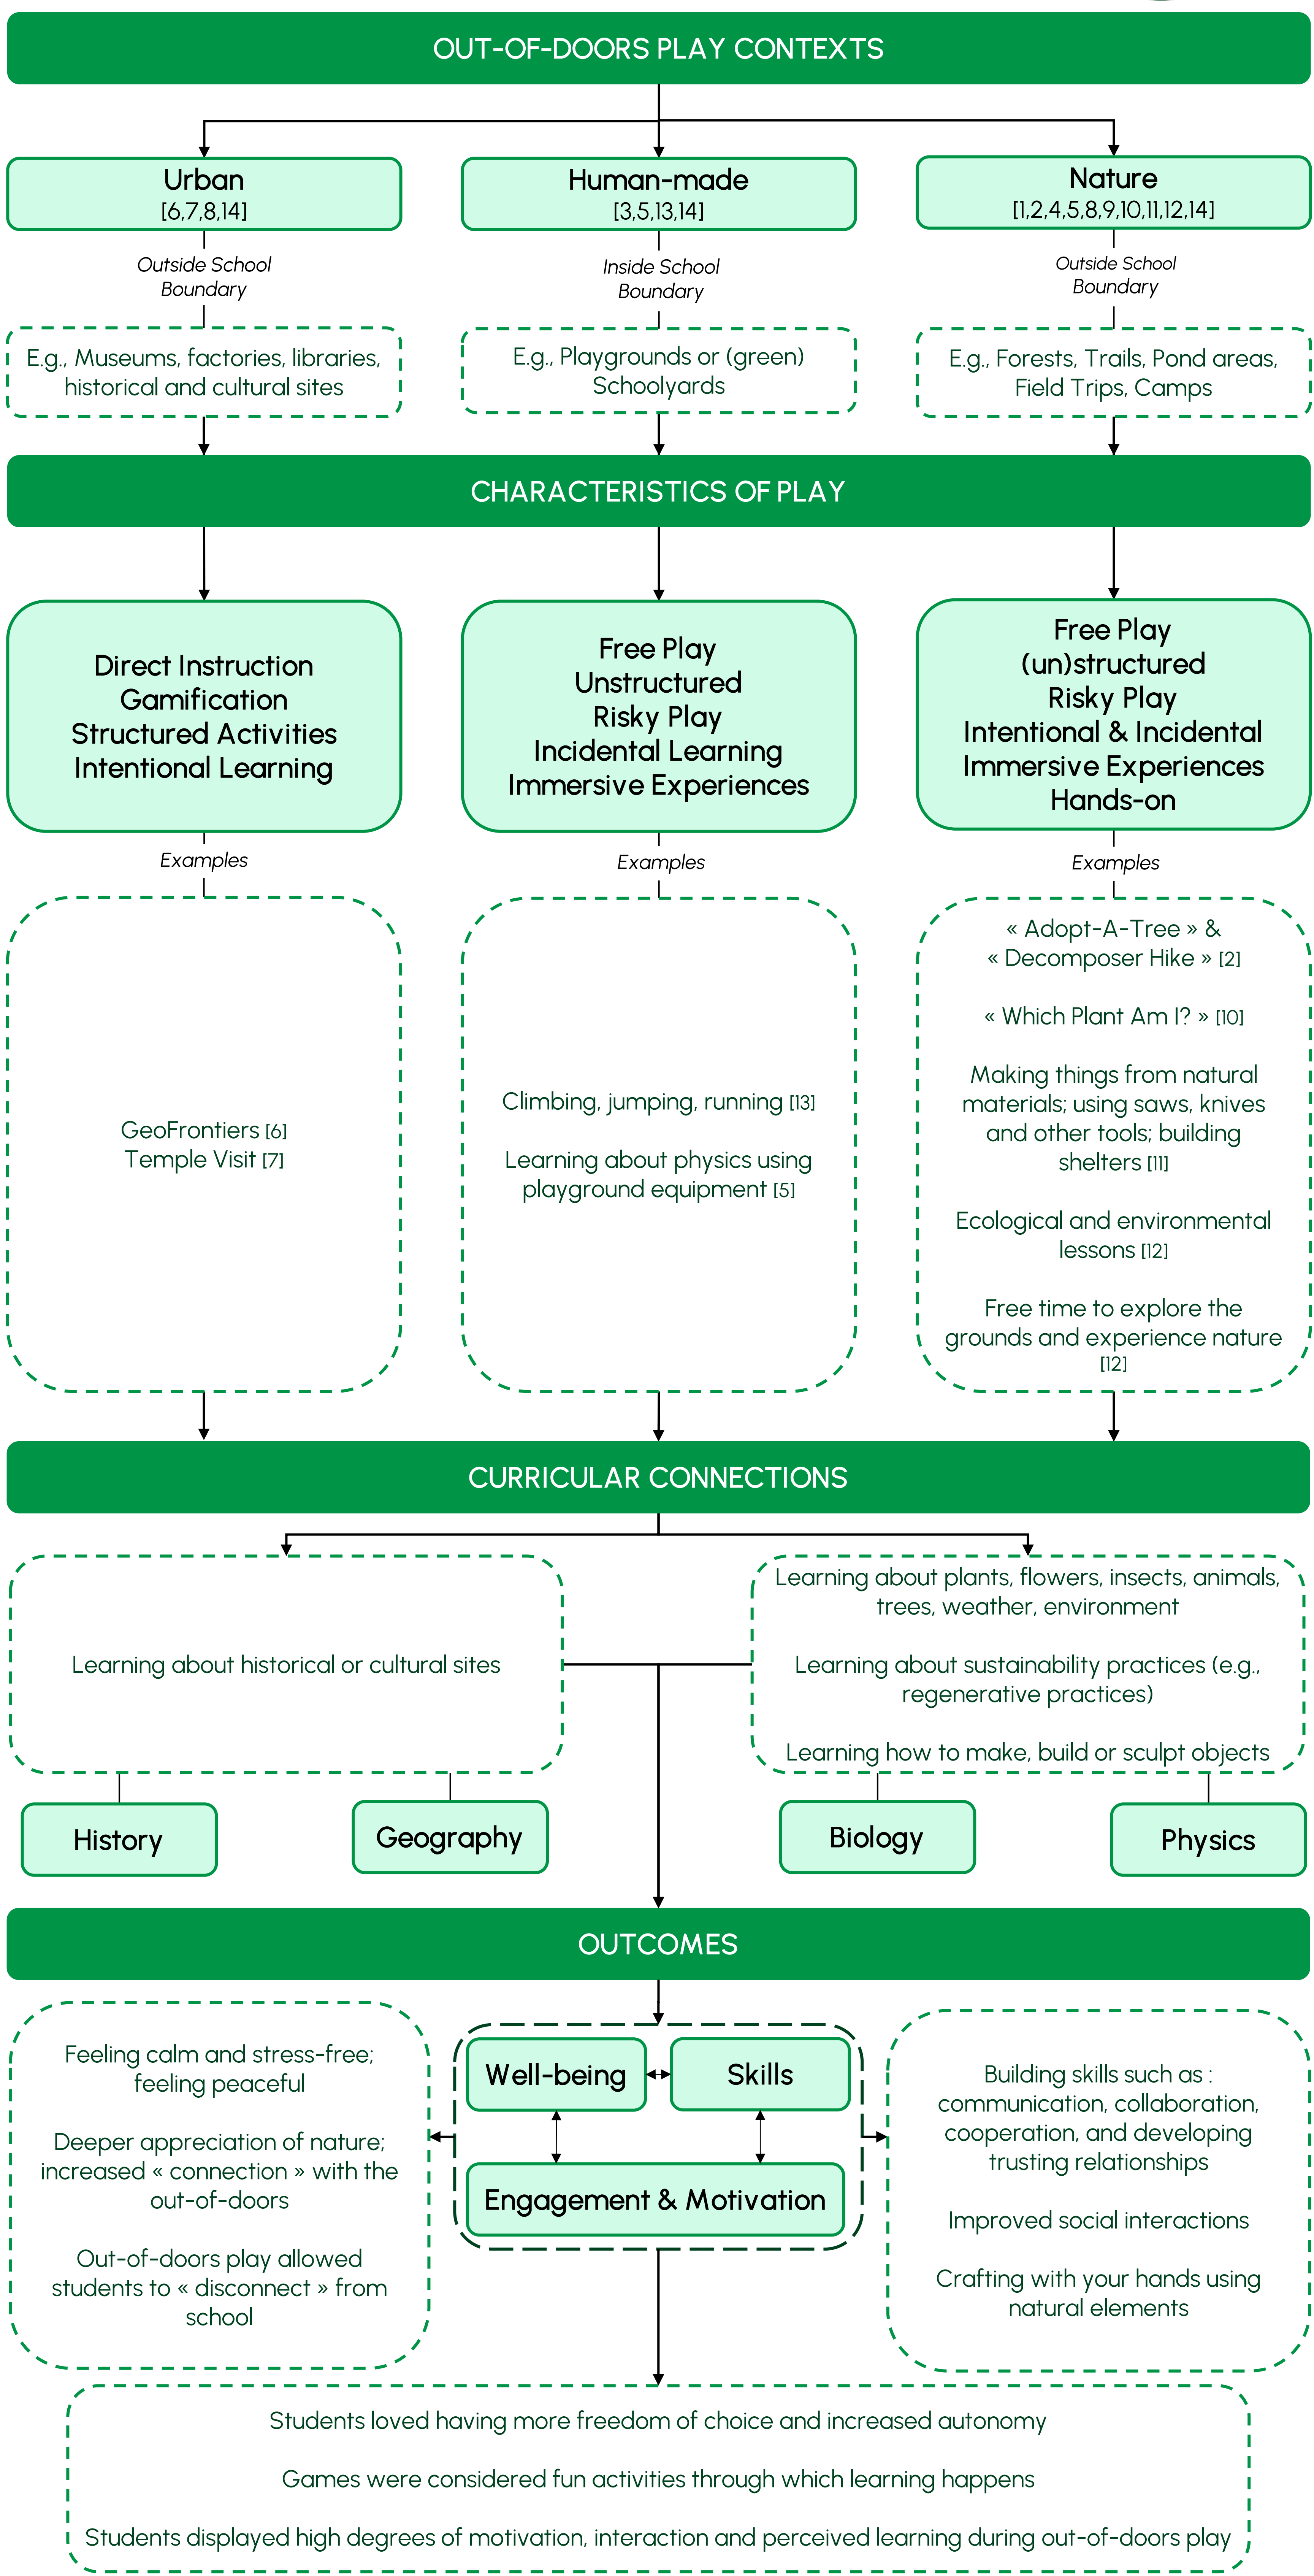 OUT-OF-DOORS PLAY CONTEXTS
Urban
[6,7,8,14]
Human-made
[3,5,13,14]
Nature
[1,2,4,5,8,9,10,11,12,14]
Outside School
Boundary
Inside School
Boundary
Outside School
Boundary
E.g., Museums, factories, libraries,
historical and cultural sites
E.g., Playgrounds or (green)
Schoolyards
E.g., Forests, Trails, Pond areas,
Field Trips, Camps
CHARACTERISTICS OF PLAY
Direct Instruction
Gamification
Structured Activities
Intentional Learning
Free Play
Unstructured
Risky Play
Incidental Learning
Immersive Experiences
Free Play
(un)structured
Risky Play
Intentional & Incidental
Immersive Experiences
Hands-on
Examples
Examples
Examples
GeoFrontiers [6]
Temple Visit [7]
Climbing, jumping, running [13]
Learning about physics using
playground equipment [5]
« Adopt-A-Tree » &
« Decomposer Hike » [2]
« Which Plant Am I? » [10]
Making things from natural
materials; using saws, knives
and other tools; building
shelters [11]
Ecological and environmental
lessons [12]
Free time to explore the
grounds and experience nature
[12]
CURRICULAR CONNECTIONS
Learning about historical or cultural sites
Learning about plants, flowers, insects, animals,
trees, weather, environment
Learning about sustainability practices (e.g.,
regenerative practices)
Learning how to make, build or sculpt objects
History
Geography
Biology
Physics
OUTCOMES
Feeling calm and stress-free;
feeling peaceful
Deeper appreciation of nature;
increased « connection » with the
out-of-doors
Out-of-doors play allowed
students to « disconnect » from
school
Well-being
Skills
Engagement & Motivation
Building skills such as :
communication, collaboration,
cooperation, and developing
trusting relationships
Improved social interactions
Crafting with your hands using
natural elements
Students loved having more freedom of choice and increased autonomy
Games were considered fun activities through which learning happens
Students displayed high degrees of motivation, interaction and perceived learning during out-of-doors play